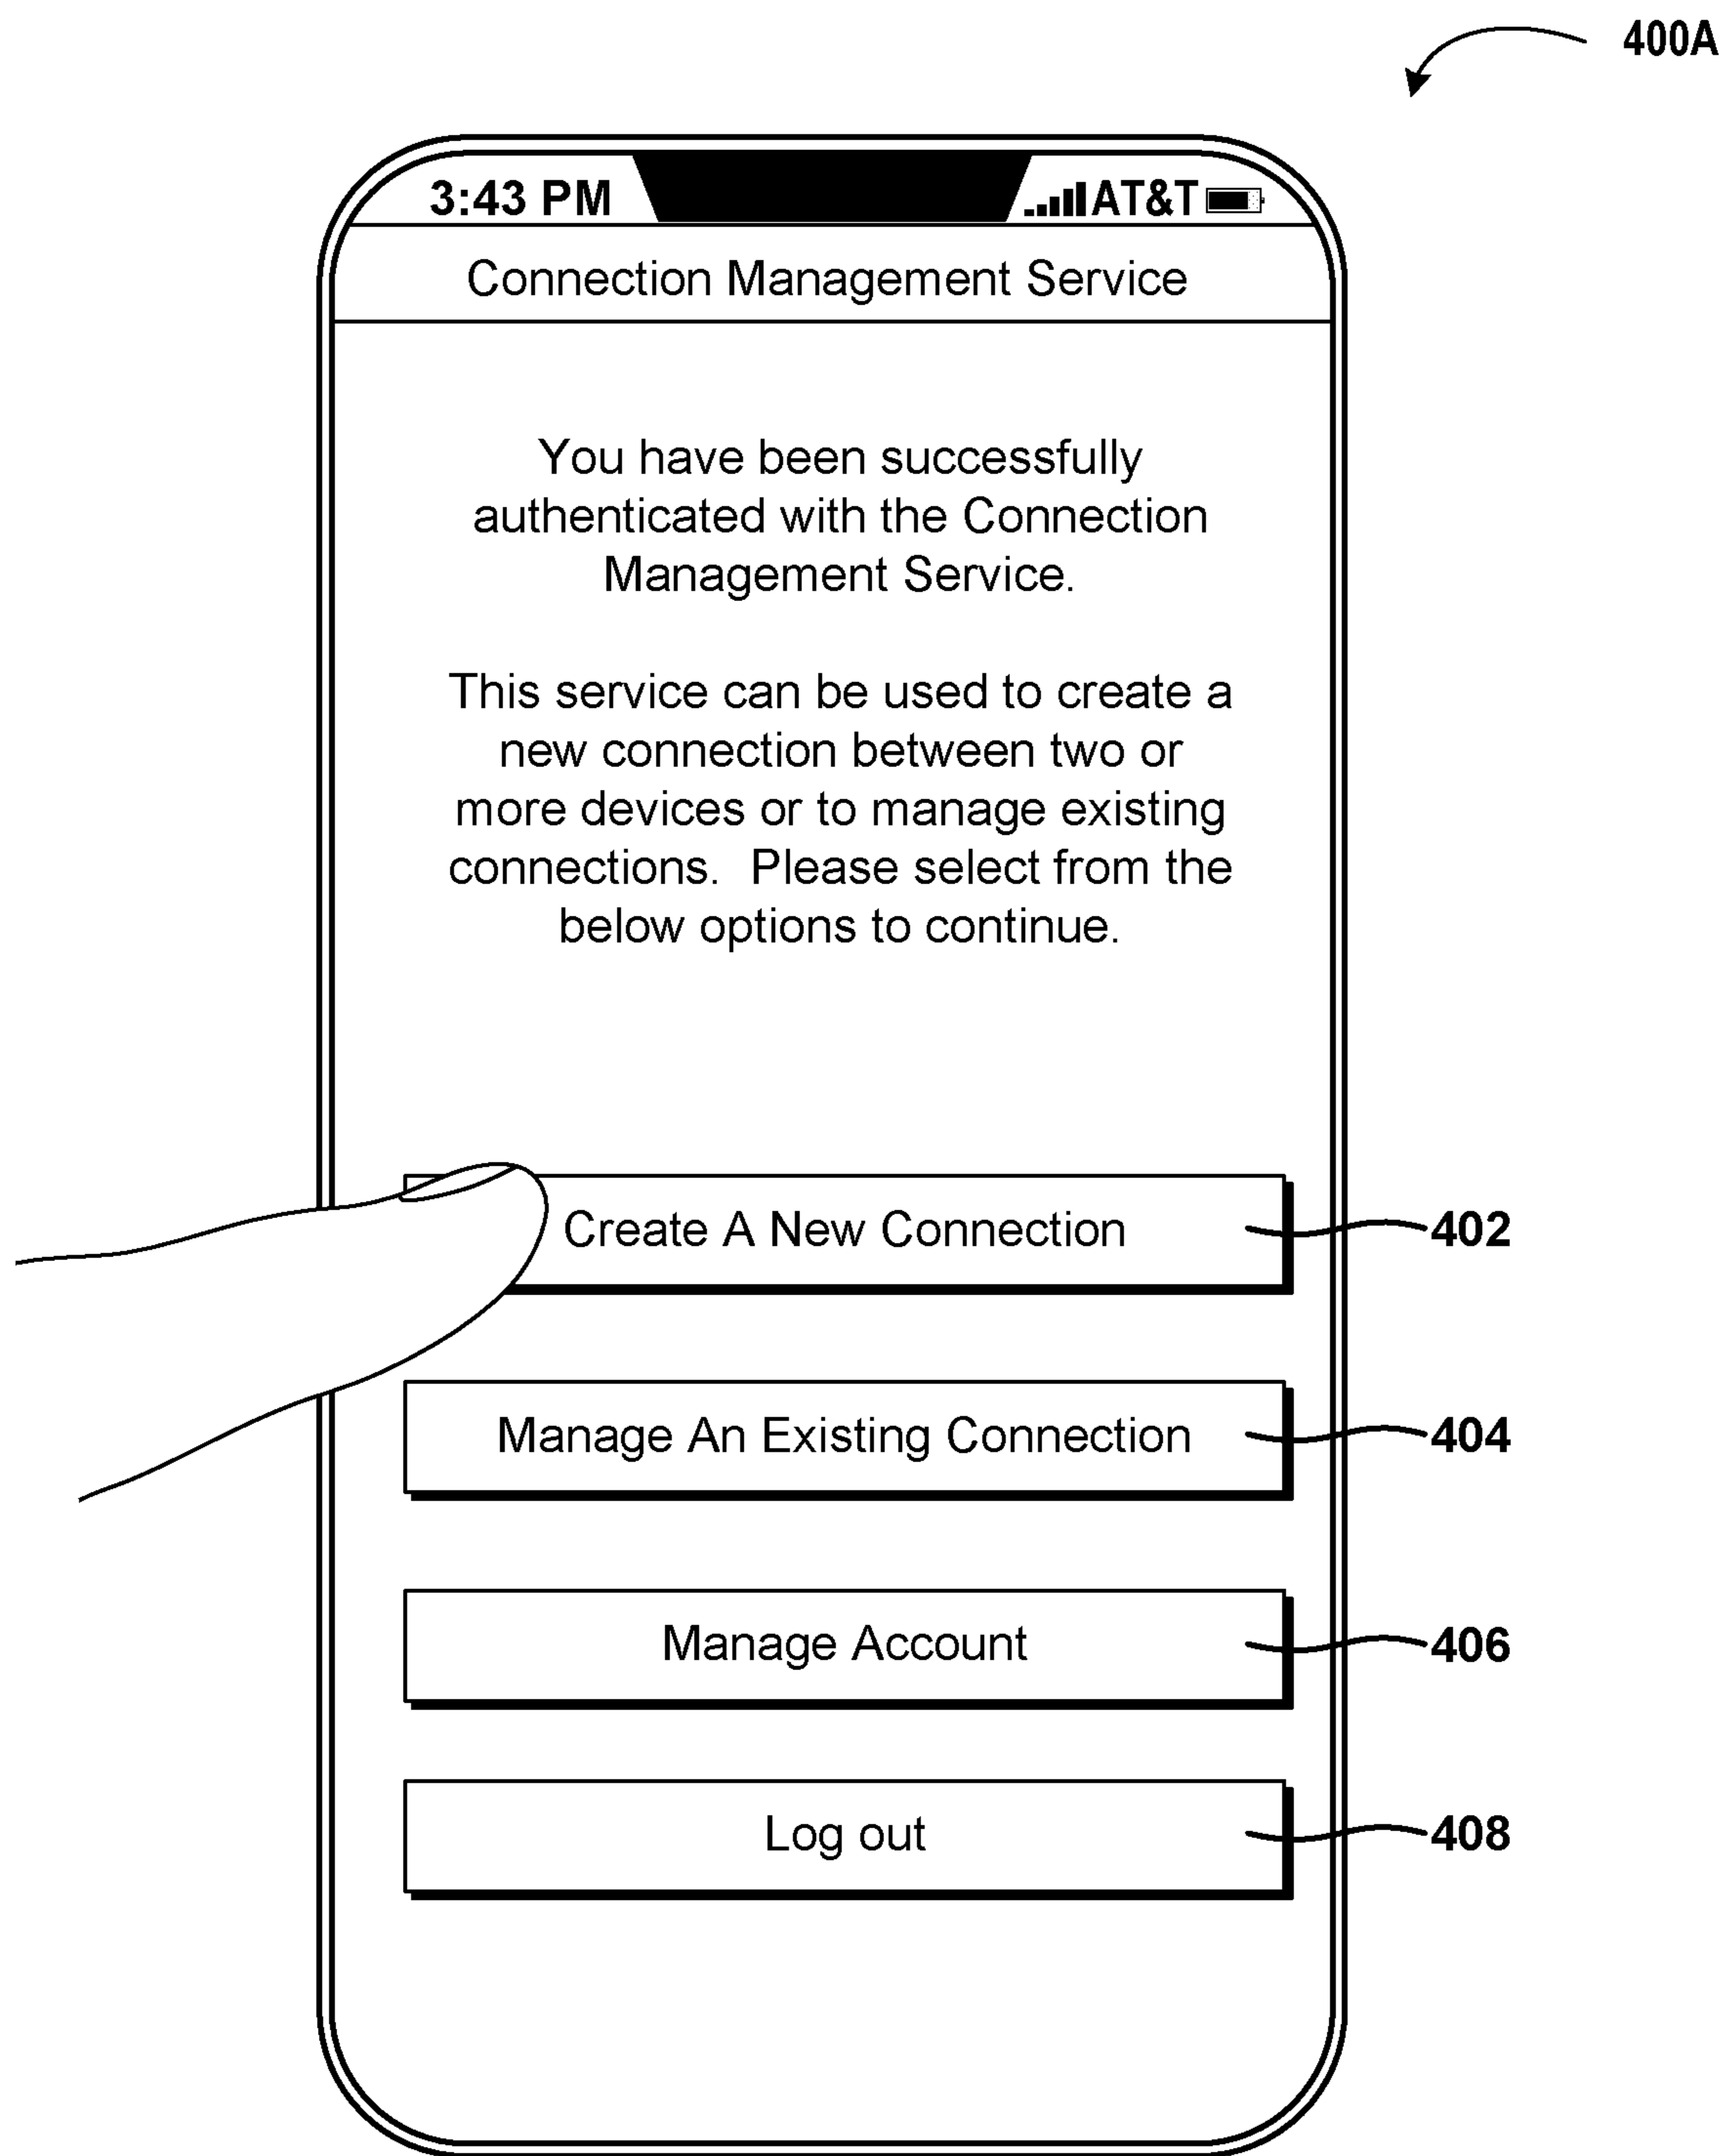 400A
3:43 PM AT&T
Connection Management Service
You have been successfully
authenticated with the Connection
Management Service.
This service can be used to create a
new connection between two or
more devices or to manage existing
connections.  Please select from the
below options to continue.
Create A New Connection 402
Manage An Existing Connection 404
Manage Account 406
Log out 408